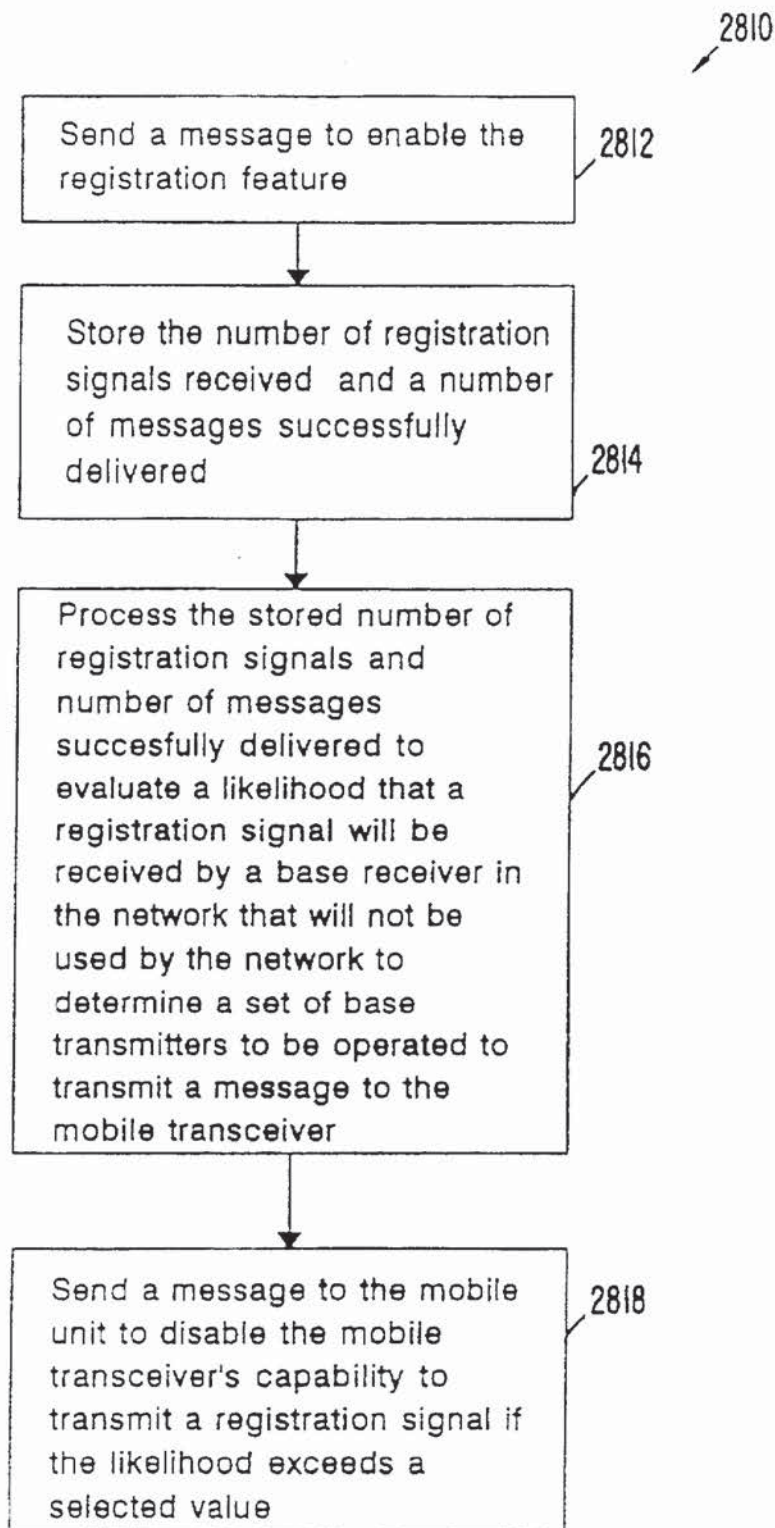 2810
Send a message to enable the
registration feature
2812
Store the number of registration
signals received and a number
of messages successfully
delivered
2814
Process the stored number of
registration signals and
number of messages
succesfully delivered to
evaluate a likelihood that a
registration signal will be
received by a base receiver in
the network that will not be
used by the network to
determine a set of base
transmitters to be operated to
transmit a message to the
mobile transceiver
2816
Send a message to the mobile
unit to disable the mobile
transceiver's capability to
transmit a registration signal if
the likelihood exceeds a
selected value
2818